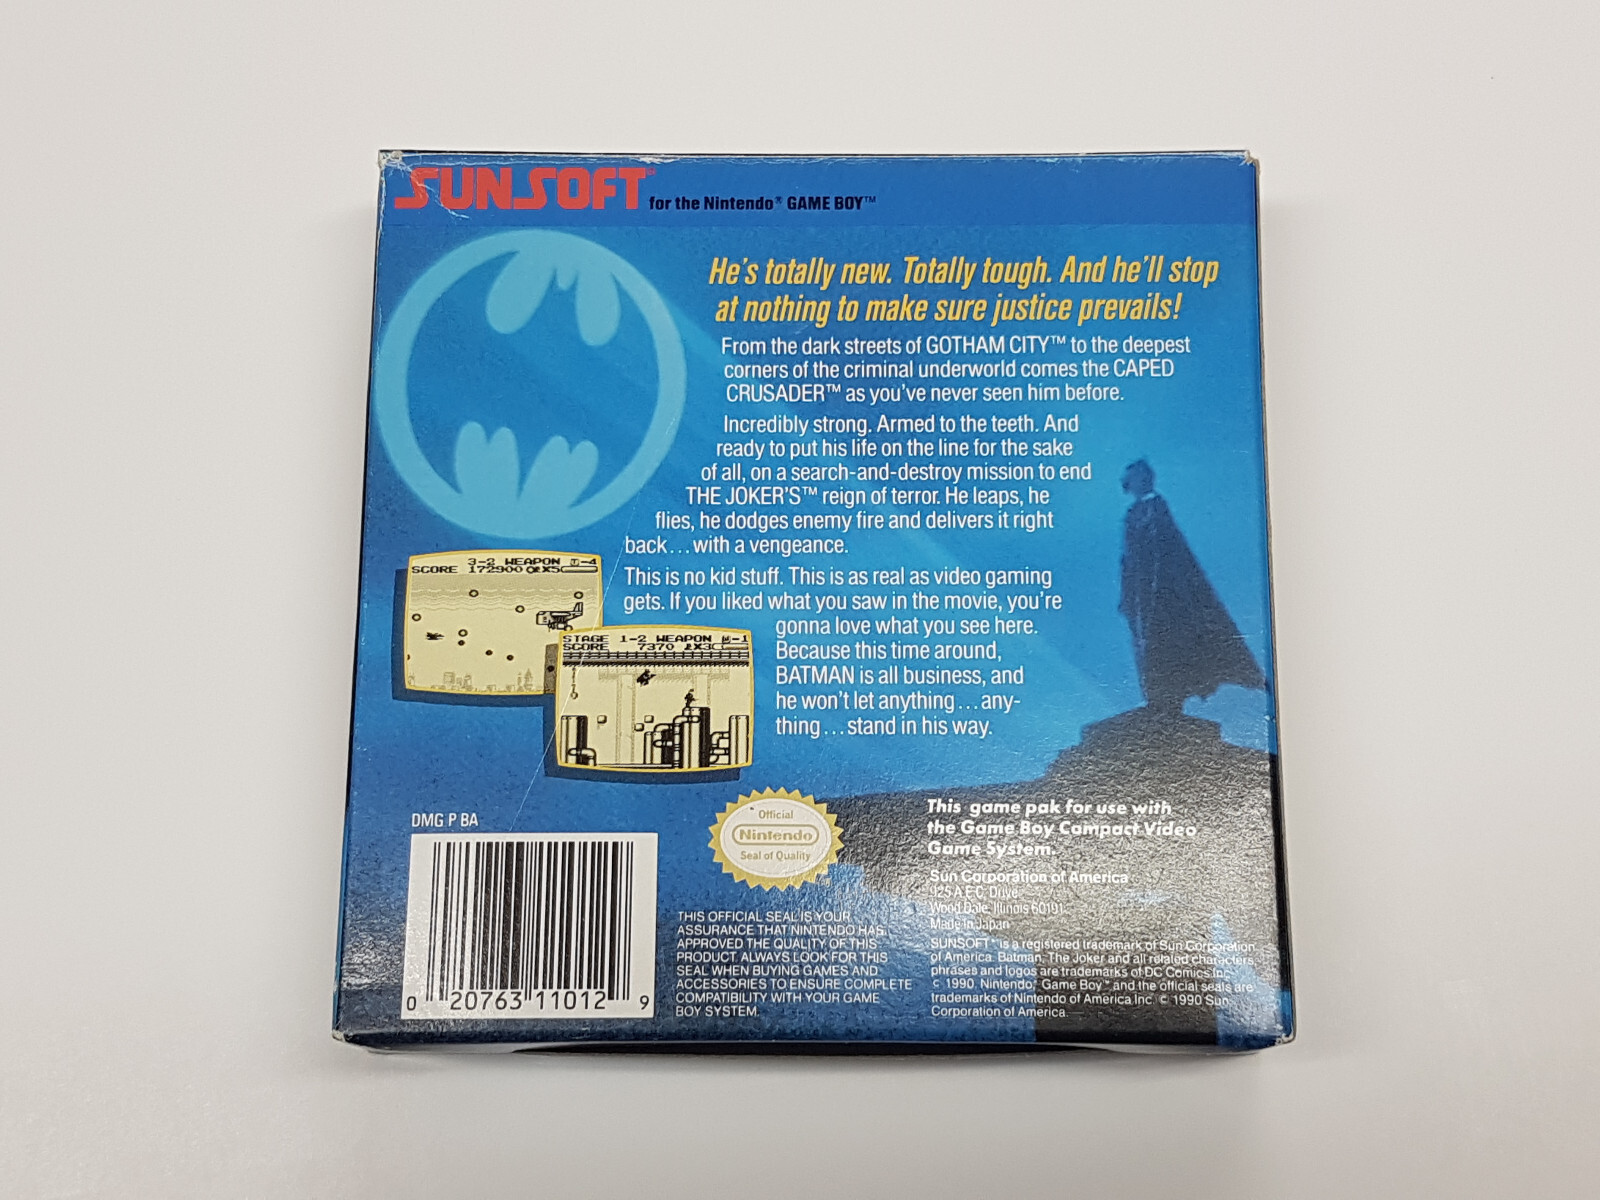 SUNSOFT
for the Nintendo® GAME BOY™
He's totally new. Totally tough. And he'll stop
at nothing to make sure justice prevails!
From the dark streets of GOTHAM CITY™ to the deepest
corners of the criminal underworld comes the CAPED
CRUSADER™ as you've never seen him before.
Incredibly strong. Armed to the teeth. And
ready to put his life on the line for the sake
of all, on a search-and-destroy mission to end
THE JOKER'S™ reign of terror. He leaps, he
flies, he dodges enemy fire and delivers it right
back...with a vengeance.
This is no kid stuff. This is as real as video gaming
gets. If you liked what you saw in the movie, you're
gonna love what you see here.
Because this time around,
BATMAN is all business, and
he won't let anything...any-
thing...stand in his way.
3-2 WEAPON -4
SCORE 172900 X5
STAGE 1-2 WEAPON -1
SCORE 7370 X3
DMG P BA
0 20763 11012 9
Official
Nintendo
Seal of Quality
THIS OFFICIAL SEAL IS YOUR
ASSURANCE THAT NINTENDO HAS
APPROVED THE QUALITY OF THIS
PRODUCT. ALWAYS LOOK FOR THIS
SEAL WHEN BUYING GAMES AND
ACCESSORIES TO ENSURE COMPLETE
COMPATIBILITY WITH YOUR GAME
BOY SYSTEM.
This game pak for use with
the Game Boy Compact Video
Game System.
Sun Corporation of America
925 A.E.C. Drive
Wood Dale, Illinois 60191
Made in Japan
SUNSOFT® is a registered trademark of Sun Corporation
of America. Batman, The Joker and all related characters,
phrases and logos are trademarks of DC Comics Inc.
© 1990. Nintendo,® Game Boy™ and the official seals are
trademarks of Nintendo of America Inc. © 1990 Sun
Corporation of America.